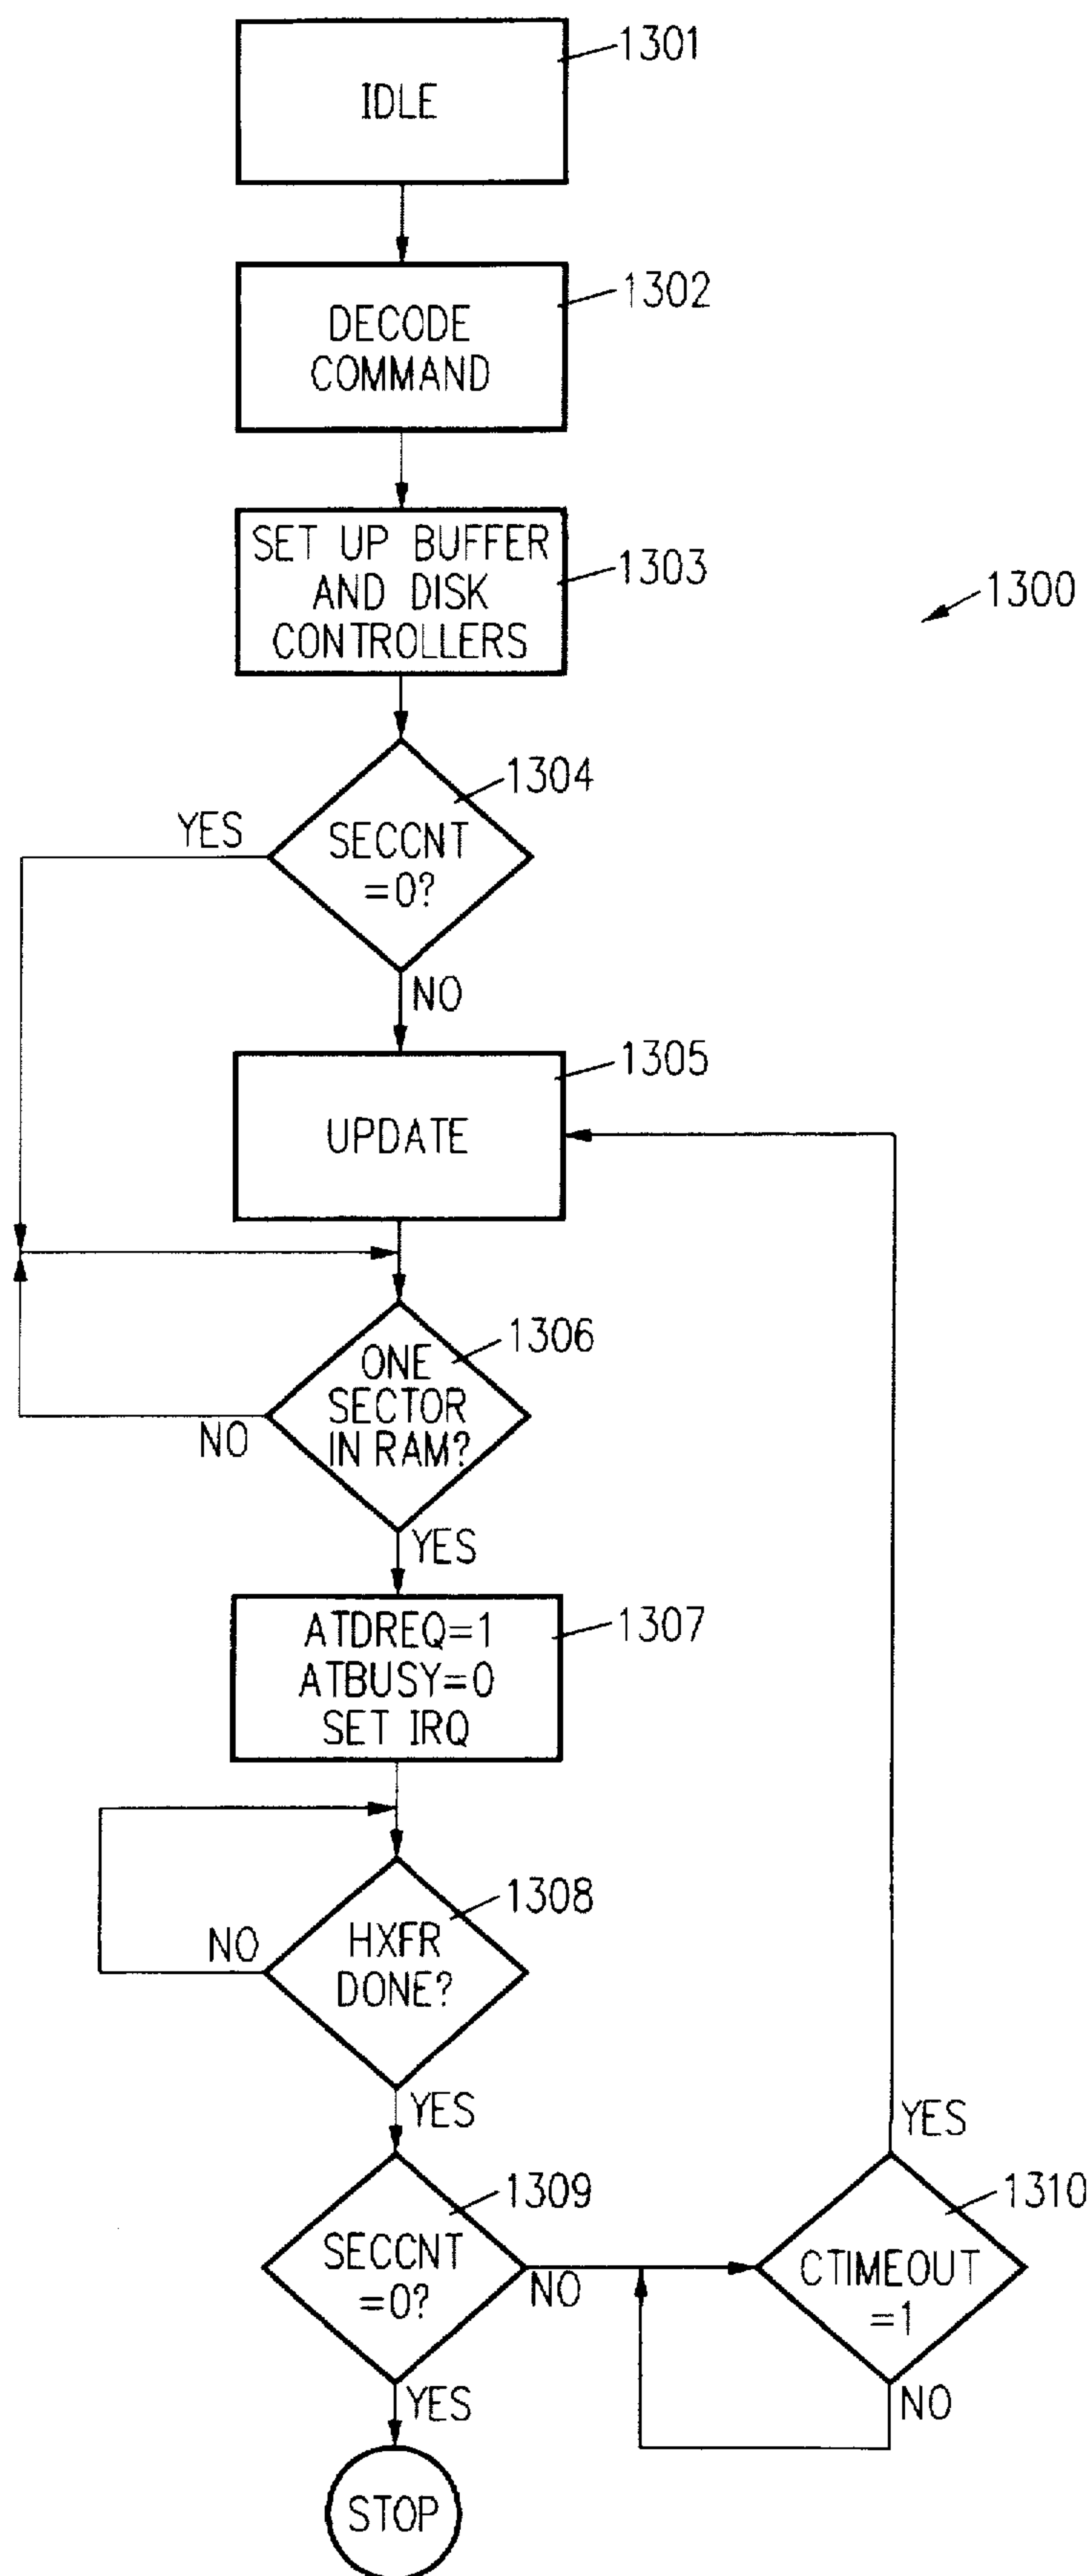 1301
IDLE
1302
DECODE
COMMAND
SET UP BUFFER
1303
AND DISK
CONTROLLERS
1300
1304
YES
SECCNT
=0?
NO
1305
UPDATE
1306
ONE
SECTOR
IN RAM?
NO
YES
ATDREQ=1
1307
ATBUSY=0
SET IRQ
1308
NO
HXFR
DONE?
YES
YES
1309
1310
SECCNT
=0?
NO
CTIMEOUT
=1
YES
NO
STOP